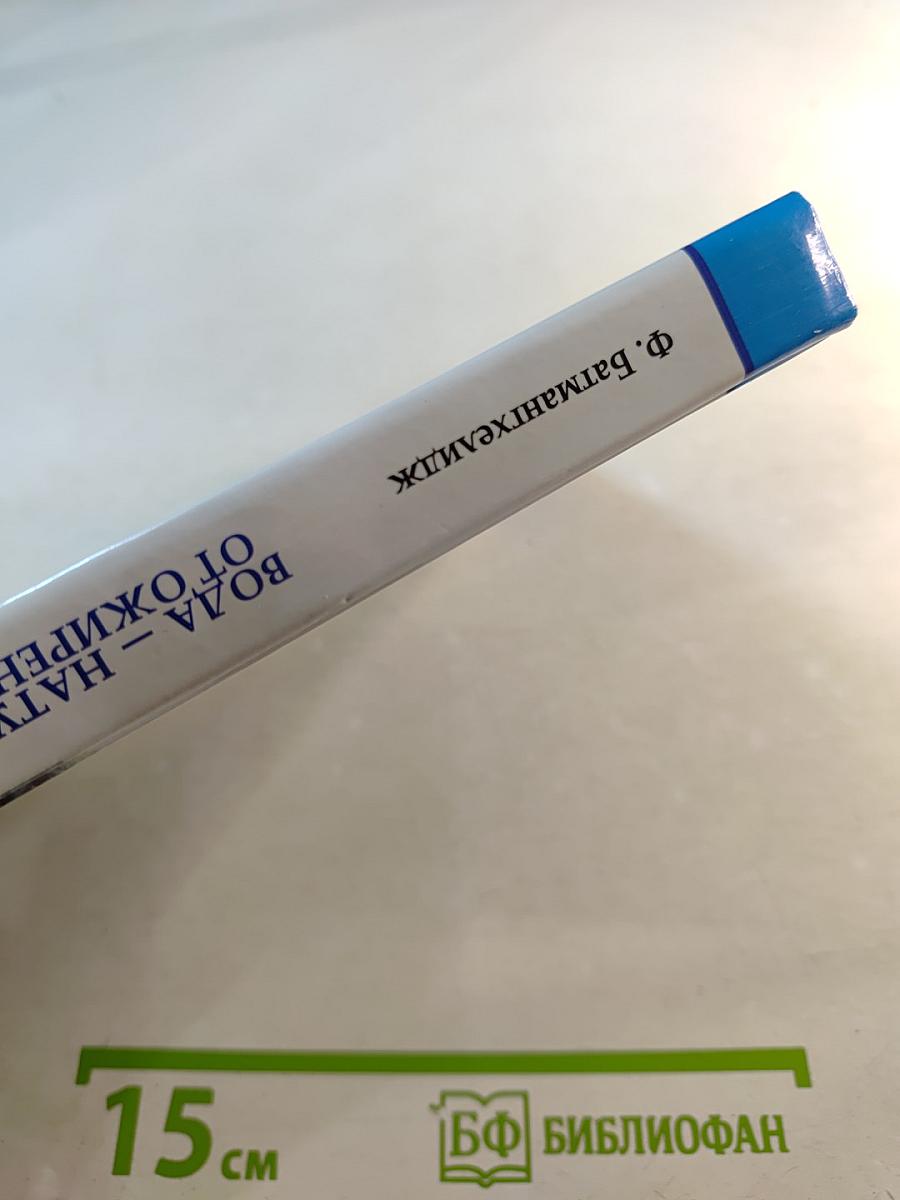 Ф. Батмангхелидж
ВОДА – НАТУ
ОТ ОЖИРЕН
15 см
БФ БИБЛИОФАН